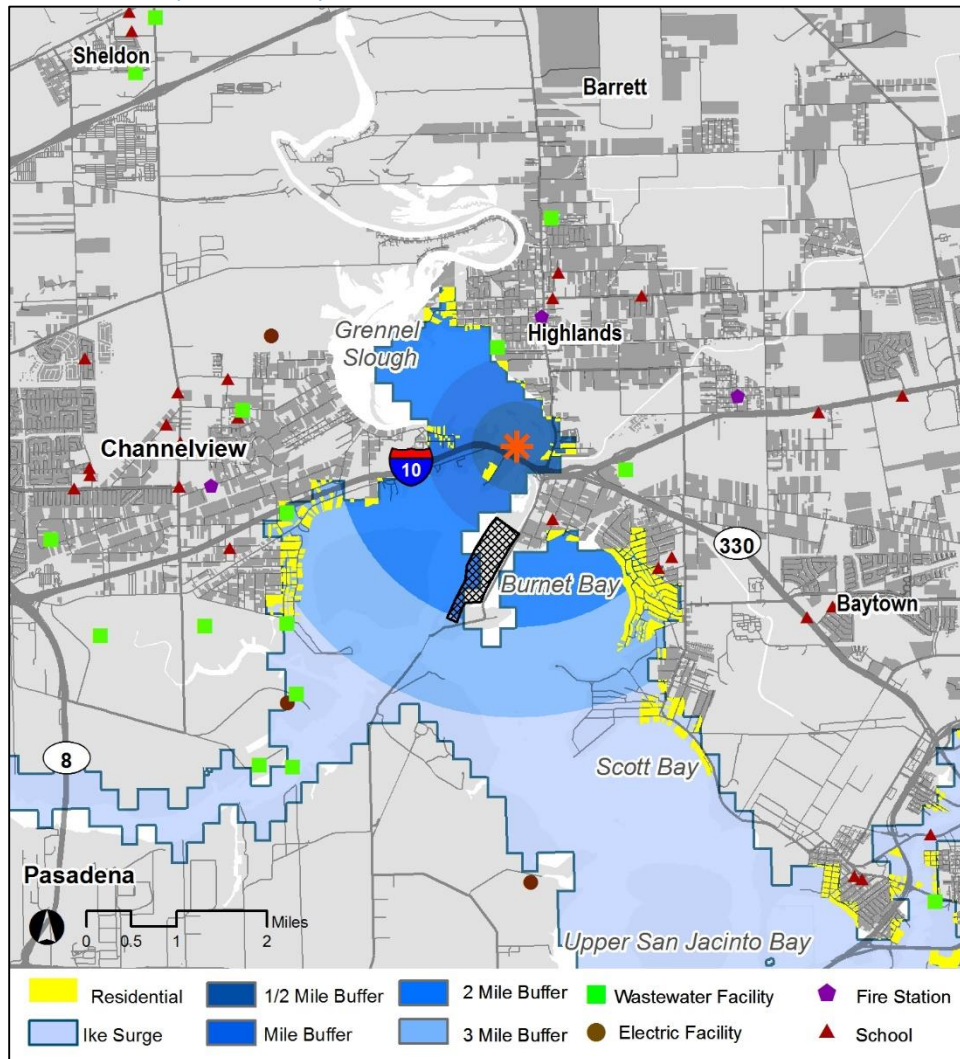 Sheldon
Barrett
Grennel
Slough
Highlands
Channelview
10
330
Burnet Bay
Baytown
8
Scott Bay
Pasadena
Miles
0 0.5 1 2
Upper San Jacinto Bay
Residential
1/2 Mile Buffer
2 Mile Buffer
Wastewater Facility
Fire Station
Ike Surge
Mile Buffer
3 Mile Buffer
Electric Facility
School